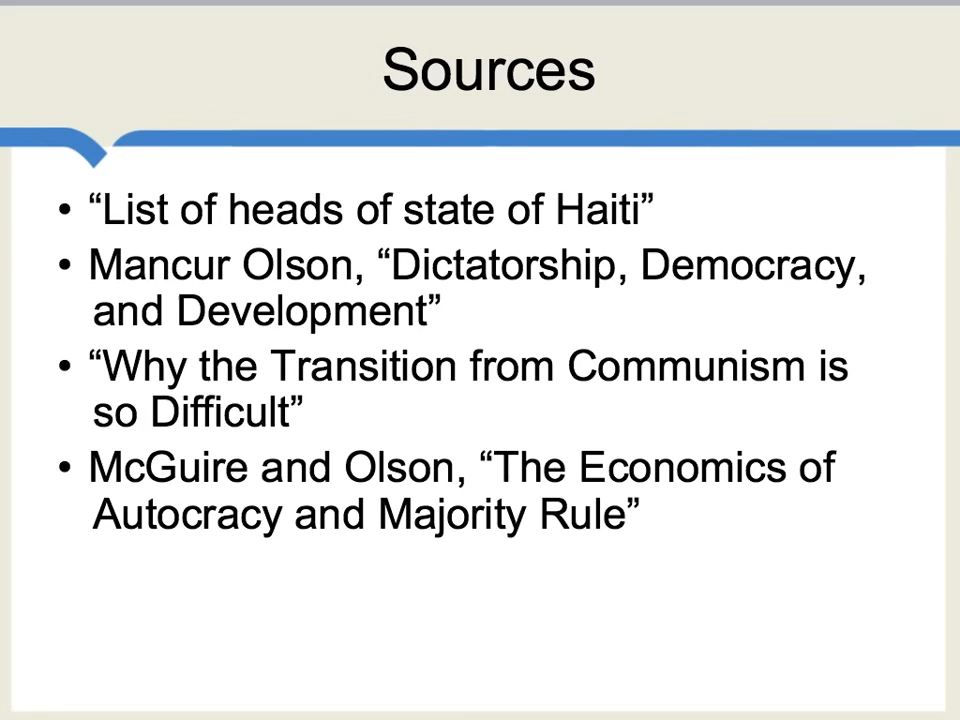 Sources
• “List of heads of state of Haiti”
• Mancur Olson, “Dictatorship, Democracy,
and Development”
• “Why the Transition from Communism is
so Difficult”
• McGuire and Olson, “The Economics of
Autocracy and Majority Rule”